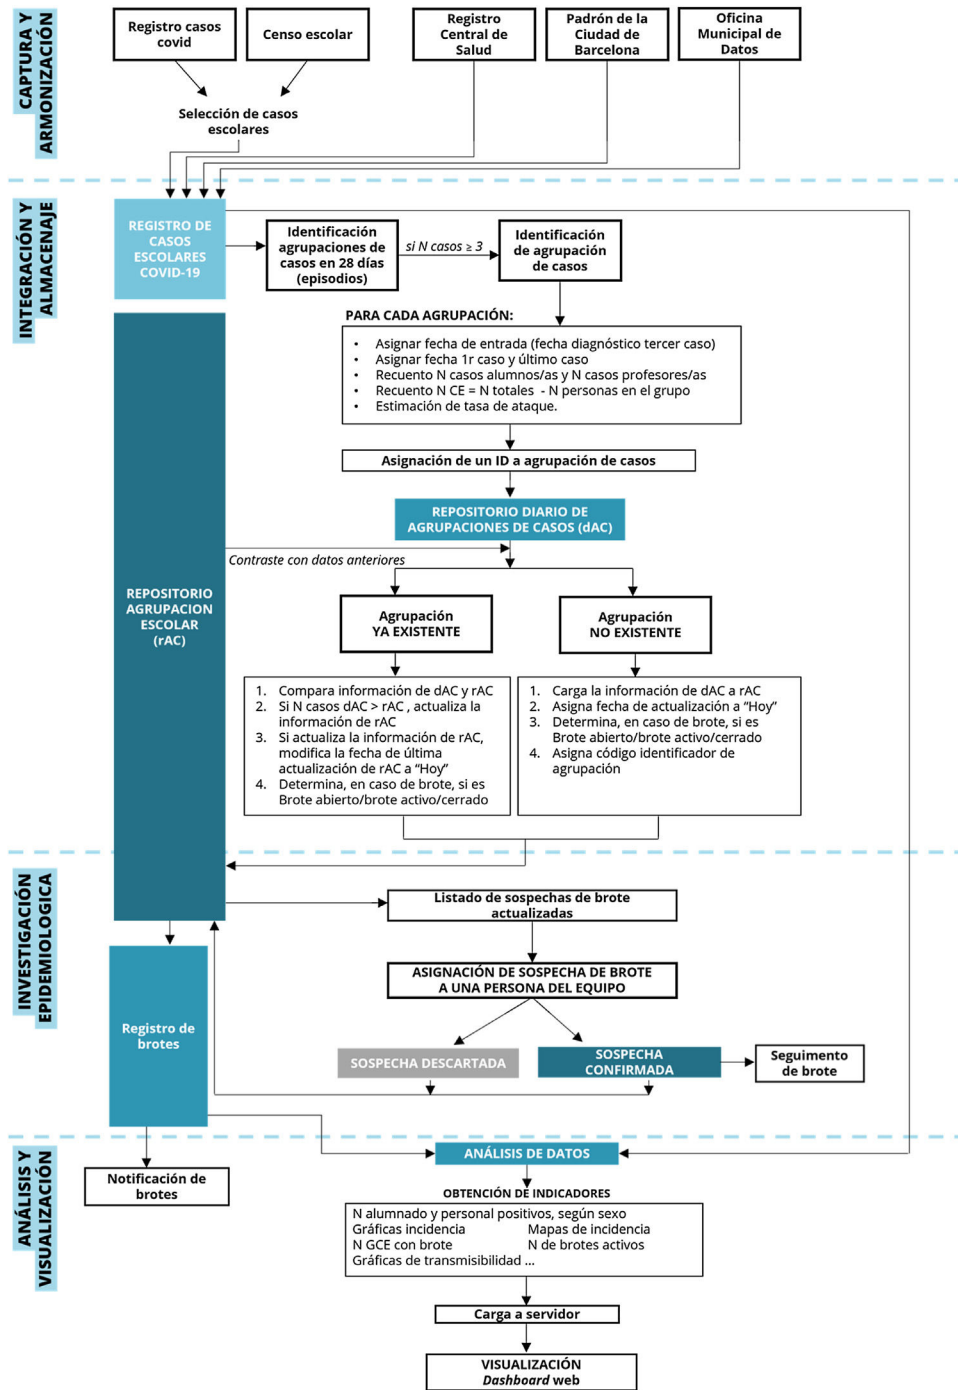 CAPTURA Y
ARMONIZACIÓN
Registro casos
covid
Censo escolar
Registro
Central de
Salud
Padrón de la
Ciudad de
Barcelona
Oficina
Municipal de
Datos
Selección de casos
escolares
INTEGRACIÓN Y
ALMACENAJE
REGISTRO DE
CASOS
ESCOLARES
COVID-19
Identificación
agrupaciones de
casos en 28 días
(episodios)
si N casos ≥ 3
Identificación
de agrupación
de casos
PARA CADA AGRUPACIÓN:
• Asignar fecha de entrada (fecha diagnóstico tercer caso)
• Asignar fecha 1r caso y último caso
• Recuento N casos alumnos/as y N casos profesores/as
• Recuento N CE = N totales - N personas en el grupo
• Estimación de tasa de ataque.
Asignación de un ID a agrupación de casos
REPOSITORIO DIARIO DE
AGRUPACIONES DE CASOS (dAC)
Contraste con datos anteriores
REPOSITORIO
AGRUPACION
ESCOLAR
(rAC)
Agrupación
YA EXISTENTE
Agrupación
NO EXISTENTE
1. Compara información de dAC y rAC
2. Si N casos dAC > rAC , actualiza la
información de rAC
3. Si actualiza la información de rAC,
modifica la fecha de última
actualización de rAC a “Hoy”
4. Determina, en caso de brote, si es
Brote abierto/brote activo/cerrado
1. Carga la información de dAC a rAC
2. Asigna fecha de actualización a “Hoy”
3. Determina, en caso de brote, si es
Brote abierto/brote activo/cerrado
4. Asigna código identificador de
agrupación
INVESTIGACIÓN
EPIDEMIOLOGICA
Listado de sospechas de brote
actualizadas
ASIGNACIÓN DE SOSPECHA DE BROTE
A UNA PERSONA DEL EQUIPO
Registro de
brotes
SOSPECHA DESCARTADA
SOSPECHA
CONFIRMADA
Seguimento
de brote
ANÁLISIS Y
VISUALIZACIÓN
Notificación de
brotes
ANÁLISIS DE DATOS
OBTENCIÓN DE INDICADORES
N alumnado y personal positivos, según sexo
Gráficas incidencia Mapas de incidencia
N GCE con brote N de brotes activos
Gráficas de transmisibilidad ...
Carga a servidor
VISUALIZACIÓN
Dashboard web